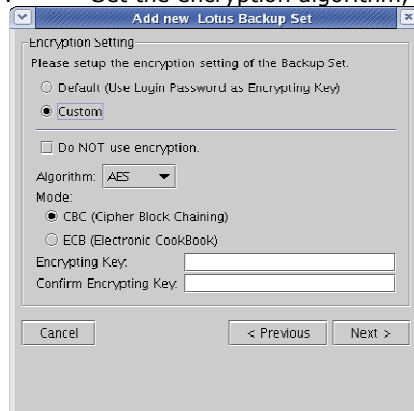 Set the encryption algorithm,
Add new Lotus Backup Set
Encryption Setting
Please setup the encryption setting of the Backup Set.
Default (Use Login Password as Encrypting Key)
Custom
Do NOT use encryption.
Algorithm: AES
Mode:
CBC (Cipher Block Chaining)
ECB (Electronic CookBook)
Encrypting Key:
Confirm Encrypting Key:
Cancel < Previous Next >